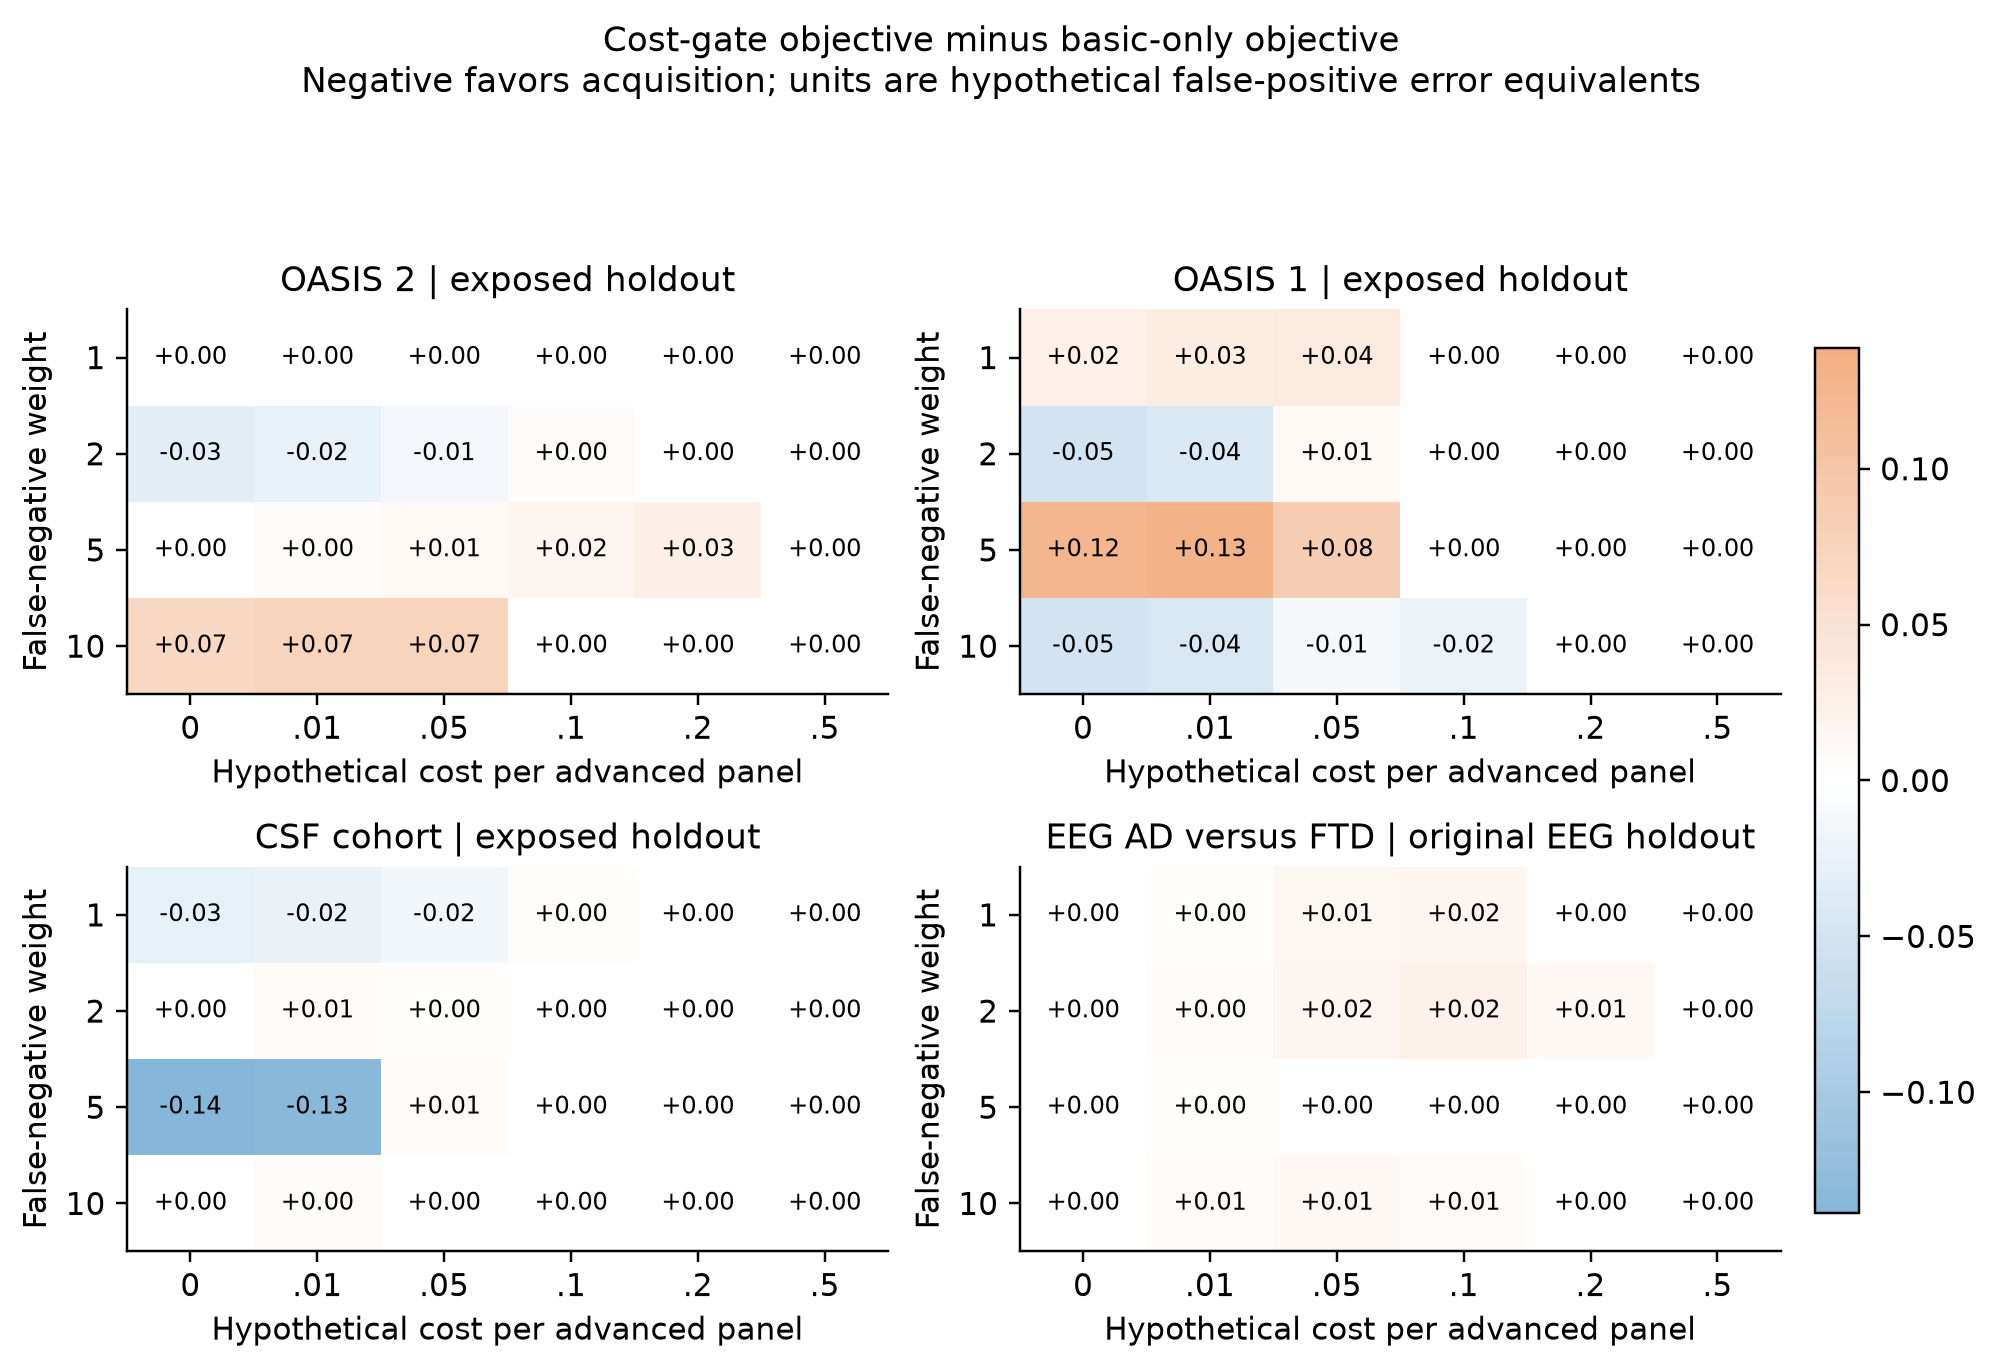 Cost-gate objective minus basic-only objective
Negative favors acquisition; units are hypothetical false-positive error equivalents
OASIS 2 | exposed holdout
False-negative weight
1 +0.00 +0.00 +0.00 +0.00 +0.00 +0.00
2 -0.03 -0.02 -0.01 +0.00 +0.00 +0.00
5 +0.00 +0.00 +0.01 +0.02 +0.03 +0.00
10 +0.07 +0.07 +0.07 +0.00 +0.00 +0.00
0 .01 .05 .1 .2 .5
Hypothetical cost per advanced panel
OASIS 1 | exposed holdout
False-negative weight
1 +0.02 +0.03 +0.04 +0.00 +0.00 +0.00
2 -0.05 -0.04 +0.01 +0.00 +0.00 +0.00
5 +0.12 +0.13 +0.08 +0.00 +0.00 +0.00
10 -0.05 -0.04 -0.01 -0.02 +0.00 +0.00
0 .01 .05 .1 .2 .5
Hypothetical cost per advanced panel
CSF cohort | exposed holdout
False-negative weight
1 -0.03 -0.02 -0.02 +0.00 +0.00 +0.00
2 +0.00 +0.01 +0.00 +0.00 +0.00 +0.00
5 -0.14 -0.13 +0.01 +0.00 +0.00 +0.00
10 +0.00 +0.00 +0.00 +0.00 +0.00 +0.00
0 .01 .05 .1 .2 .5
Hypothetical cost per advanced panel
EEG AD versus FTD | original EEG holdout
False-negative weight
1 +0.00 +0.00 +0.01 +0.02 +0.00 +0.00
2 +0.00 +0.00 +0.02 +0.02 +0.01 +0.00
5 +0.00 +0.00 +0.00 +0.00 +0.00 +0.00
10 +0.00 +0.01 +0.01 +0.01 +0.00 +0.00
0 .01 .05 .1 .2 .5
Hypothetical cost per advanced panel
0.10
0.05
0.00
−0.05
−0.10